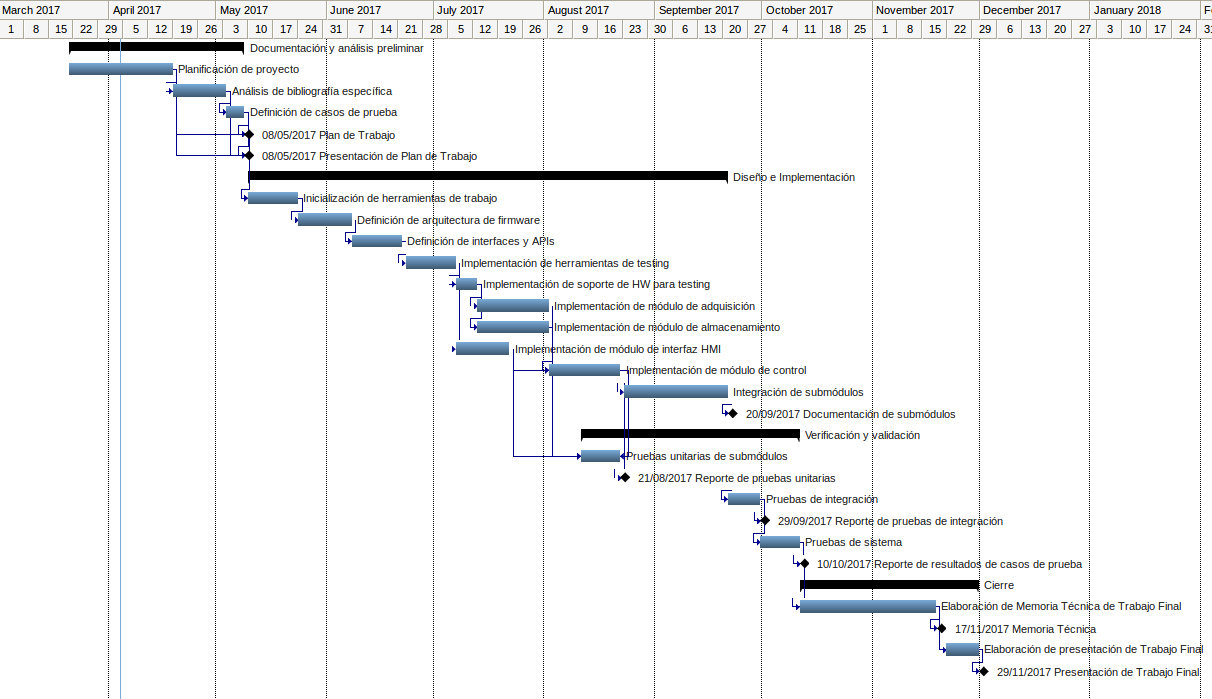 March 2017 April 2017 May 2017 June 2017 July 2017 August 2017 September 2017 October 2017 November 2017 December 2017 January 2018 Fe
1 8 15 22 29 5 12 19 26 3 10 17 24 31 7 14 21 28 5 12 19 26 2 9 16 23 30 6 13 20 27 4 11 18 25 1 8 15 22 29 6 13 20 27 3 10 17 24 31
Documentación y análisis preliminar
Planificación de proyecto
Análisis de bibliografía específica
Definición de casos de prueba
08/05/2017 Plan de Trabajo
08/05/2017 Presentación de Plan de Trabajo
Diseño e Implementación
Inicialización de herramientas de trabajo
Definición de arquitectura de firmware
Definición de interfaces y APIs
Implementación de herramientas de testing
Implementación de soporte de HW para testing
Implementación de módulo de adquisición
Implementación de módulo de almacenamiento
Implementación de módulo de interfaz HMI
Implementación de módulo de control
Integración de submódulos
20/09/2017 Documentación de submódulos
Verificación y validación
Pruebas unitarias de submódulos
21/08/2017 Reporte de pruebas unitarias
Pruebas de integración
29/09/2017 Reporte de pruebas de integración
Pruebas de sistema
10/10/2017 Reporte de resultados de casos de prueba
Cierre
Elaboración de Memoria Técnica de Trabajo Final
17/11/2017 Memoria Técnica
Elaboración de presentación de Trabajo Final
29/11/2017 Presentación de Trabajo Final